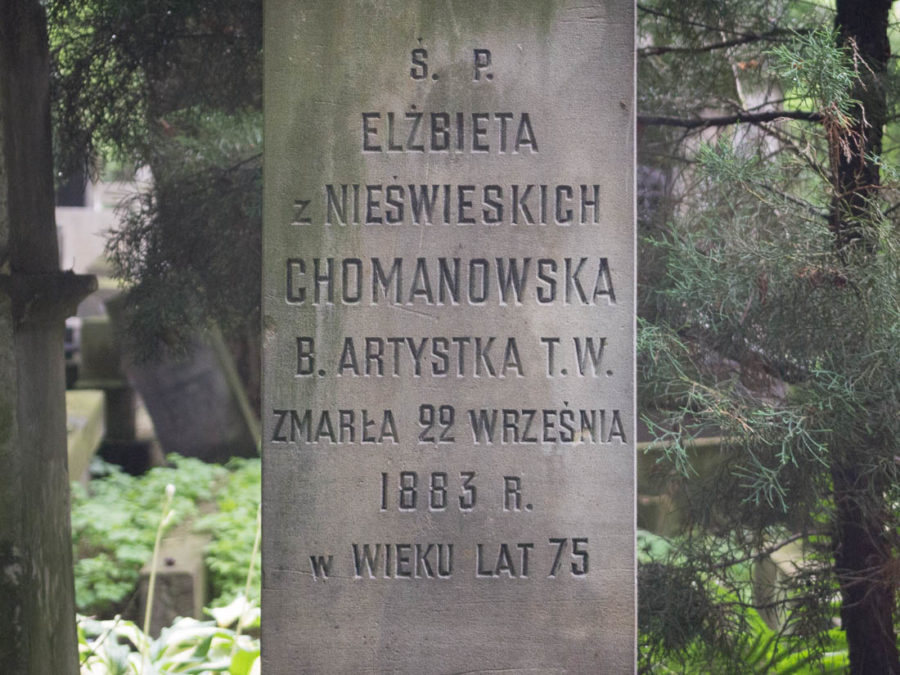 Ś. P.
ELŻBIETA
z NIEŚWIESKICH
CHOMANOWSKA
B. ARTYSTKA T.W.
ZMARŁA 22 WRZEŚNIA
1883 R.
w WIEKU LAT 75